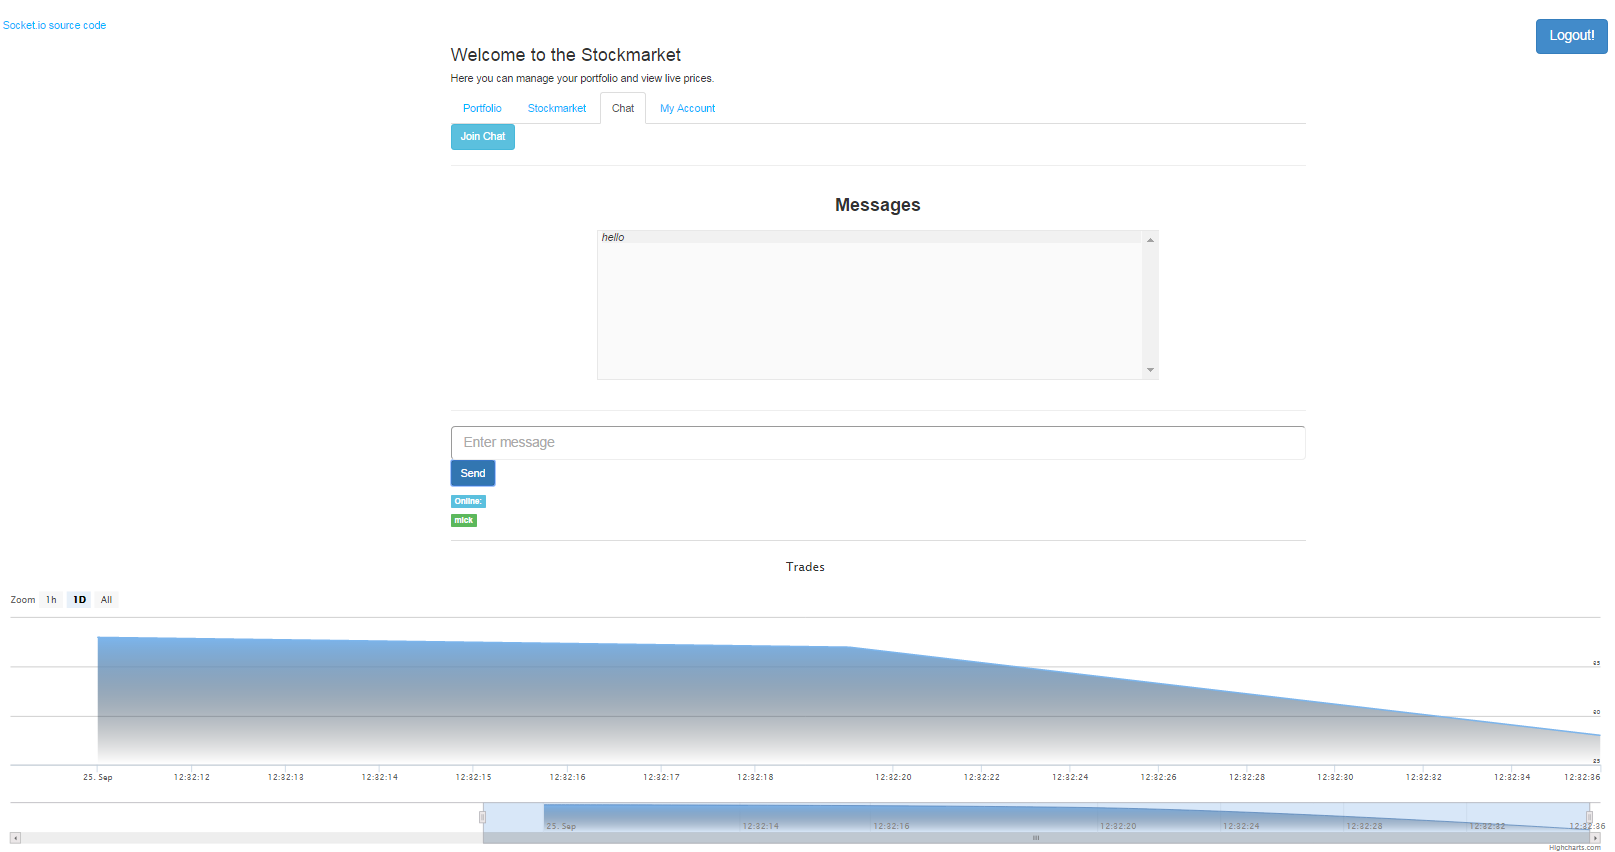 Socket.io source code
Logout!
Welcome to the Stockmarket
Here you can manage your portfolio and view live prices.
Portfolio Stockmarket Chat My Account
Join Chat
Messages
hello
Enter message
Send
Online:
mick
Trades
Zoom 1h 1D All
25. Sep 12:32:12 12:32:13 12:32:14 12:32:15 12:32:16 12:32:17 12:32:18 12:32:20 12:32:22 12:32:24 12:32:26 12:32:28 12:32:30 12:32:32 12:32:34 12:32:36
25. Sep 12:32:14 12:32:16 12:32:20 12:32:24 12:32:28 12:32:32 12:32:36
Highcharts.com